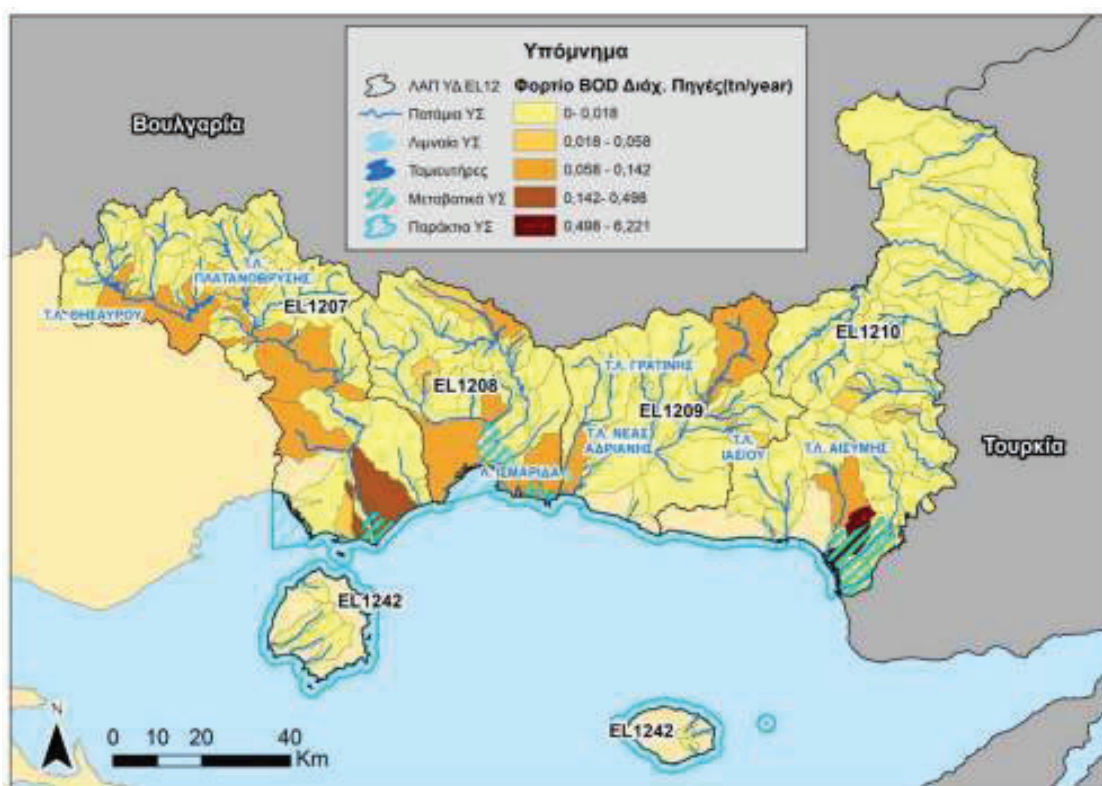 Υπόμνημα
ΛΑΠ ΥΔ EL12
Ποτάμια ΥΣ
Λιμναία ΥΣ
Ταμιευτήρες
Μεταβατικά ΥΣ
Παράκτια ΥΣ
Φορτίο BOD Διάχ. Πηγές(tn/year)
0- 0,018
0,018 - 0,058
0,058 - 0,142
0,142- 0,498
0,498 - 6,221
Βουλγαρία
Τ.Λ.
ΠΛΑΤΑΝΟΒΡΥΣΗΣ
EL1207
Τ.Λ. ΘΗΣΑΥΡΟΥ
EL1210
Τ.Λ. ΓΡΑΤΙΝΗΣ
EL1208
EL1209
Τ.Λ. ΝΕΑΣ
ΑΔΡΙΑΝΗΣ
Τ.Λ.
ΙΑΣΙΟΥ
Τ.Λ. ΑΙΣΥΜΗΣ
Τουρκία
Λ. ΙΣΜΑΡΙΔΑ
EL1242
EL1242
N
0 10 20 40
Km